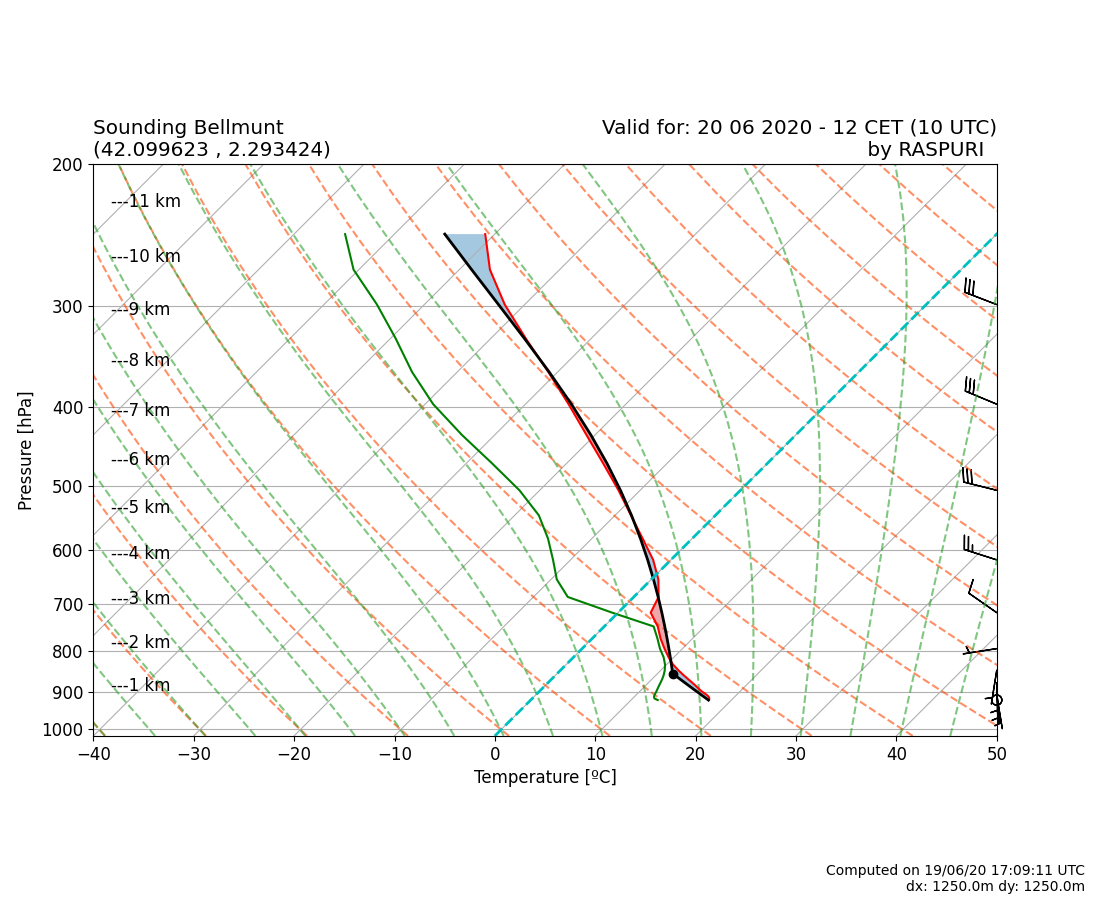 Sounding Bellmunt
(42.099623 , 2.293424)
Valid for: 20 06 2020 - 12 CET (10 UTC)
by RASPURI
200
300
400
500
600
700
800
900
1000
Pressure [hPa]
---11 km
---10 km
---9 km
---8 km
---7 km
---6 km
---5 km
---4 km
---3 km
---2 km
---1 km
−40 −30 −20 −10 0 10 20 30 40 50
Temperature [ºC]
Computed on 19/06/20 17:09:11 UTC
dx: 1250.0m dy: 1250.0m